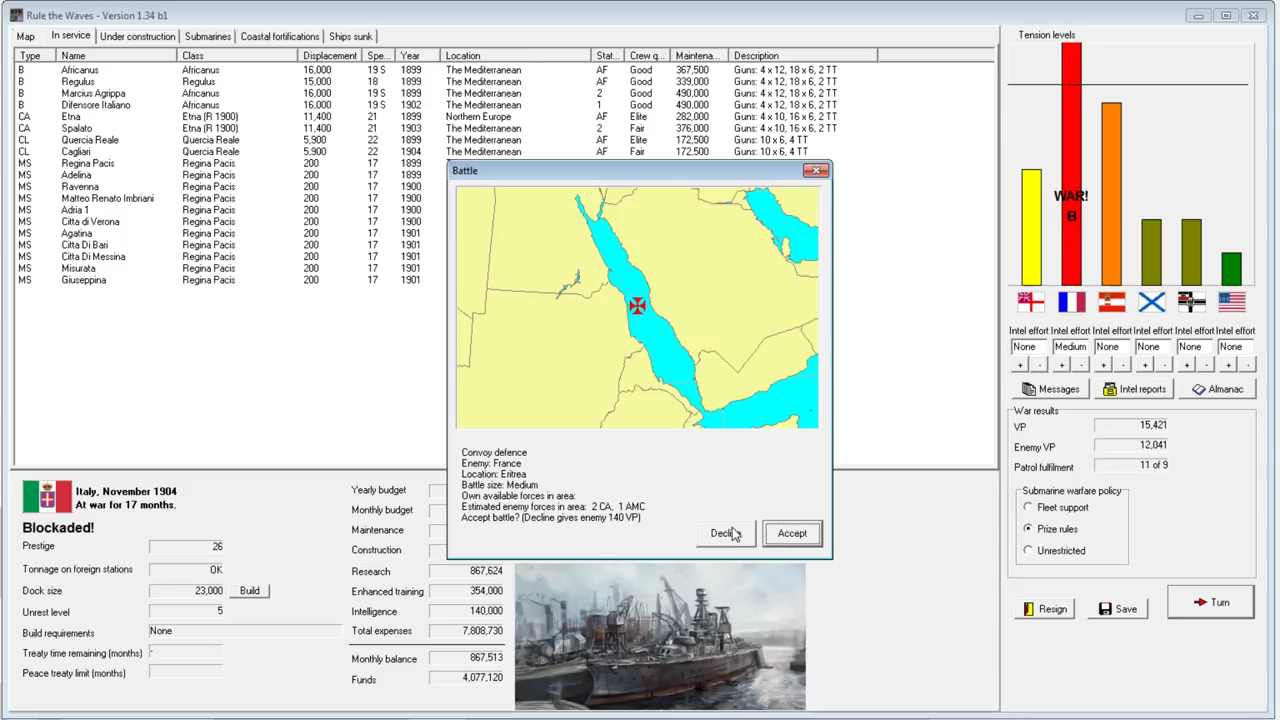 Rule the Waves - Version 1.34 b1
Map In service Under construction Submarines Coastal fortifications Ships sunk
Type Name Class Displacement Spe... Year Location Stat... Crew q... Maintena... Description
B Africanus Africanus 16,000 19 S 1899 The Mediterranean AF Good 367,500 Guns: 4 x 12, 18 x 6, 2 TT
B Regulus Regulus 15,000 18 1899 The Mediterranean AF Good 339,000 Guns: 4 x 12, 18 x 6, 2 TT
B Marcius Agrippa Africanus 16,000 19 S 1899 The Mediterranean 2 Good 490,000 Guns: 4 x 12, 18 x 6, 2 TT
B Difensore Italiano Africanus 16,000 19 S 1902 The Mediterranean 1 Good 490,000 Guns: 4 x 12, 18 x 6, 2 TT
CA Etna Etna (R 1900) 11,400 21 1899 Northern Europe AF Elite 282,000 Guns: 4 x 10, 16 x 6, 2 TT
CA Spalato Etna (R 1900) 11,400 21 1903 The Mediterranean 2 Fair 376,000 Guns: 4 x 10, 16 x 6, 2 TT
CL Quercia Reale Quercia Reale 5,900 22 1899 The Mediterranean AF Elite 172,500 Guns: 10 x 6, 4 TT
CL Cagliari Quercia Reale 5,900 22 1904 The Mediterranean AF Fair 172,500 Guns: 10 x 6, 4 TT
MS Regina Pacis Regina Pacis 200 17 1899
MS Adelina Regina Pacis 200 17 1899
MS Ravenna Regina Pacis 200 17 1900
MS Matteo Renato Imbriani Regina Pacis 200 17 1900
MS Adria 1 Regina Pacis 200 17 1900
MS Citta di Verona Regina Pacis 200 17 1900
MS Agatina Regina Pacis 200 17 1901
MS Citta Di Bari Regina Pacis 200 17 1901
MS Citta Di Messina Regina Pacis 200 17 1901
MS Misurata Regina Pacis 200 17 1901
MS Giuseppina Regina Pacis 200 17 1901
Battle
Convoy defence
Enemy: France
Location: Eritrea
Battle size: Medium
Own available forces in area:
Estimated enemy forces in area: 2 CA, 1 AMC
Accept battle? (Decline gives enemy 140 VP)
Accept
Tension levels
WAR!
B
Intel effort Intel effort Intel effort Intel effort Intel effort Intel effort
None Medium None None None None
+ - + - + - + - + - + -
Messages Intel reports Almanac
War results
VP 15,421
Enemy VP 12,041
Patrol fulfilment 11 of 9
Submarine warfare policy
Fleet support
Prize rules
Unrestricted
Resign Save Turn
Italy, November 1904
At war for 17 months.
Blockaded!
Prestige 26
Tonnage on foreign stations OK
Dock size 23,000 Build
Unrest level 5
Build requirements None
Treaty time remaining (months) -
Peace treaty limit (months)
Yearly budget
Monthly budget
Maintenance
Construction
Research 867,624
Enhanced training 354,000
Intelligence 140,000
Total expenses 7,808,730
Monthly balance 867,513
Funds 4,077,120